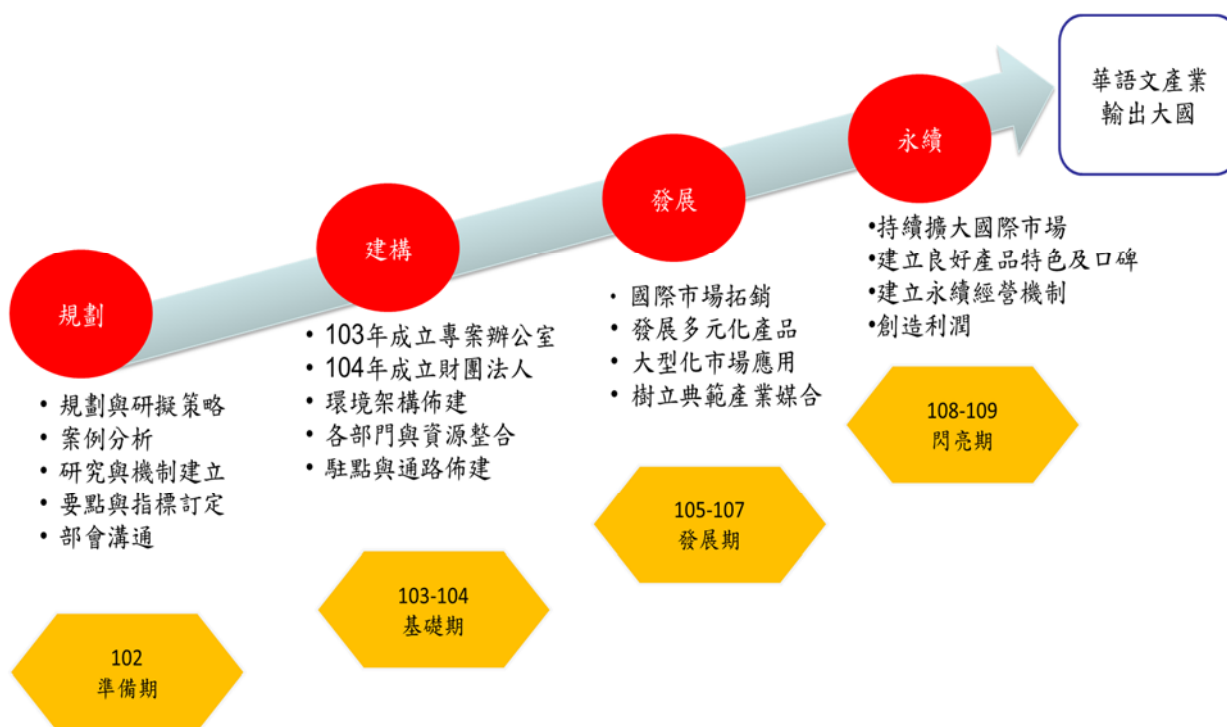 華語文產業
輸出大國
永續
•持續擴大國際市場
•建立良好產品特色及口碑
•建立永續經營機制
•創造利潤
108-109
閃亮期
發展
• 國際市場拓銷
• 發展多元化產品
• 大型化市場應用
• 樹立典範產業媒合
105-107
發展期
建構
• 103年成立專案辦公室
• 104年成立財團法人
• 環境架構佈建
• 各部門與資源整合
• 駐點與通路佈建
103-104
基礎期
規劃
• 規劃與研擬策略
• 案例分析
• 研究與機制建立
• 要點與指標訂定
• 部會溝通
102
準備期